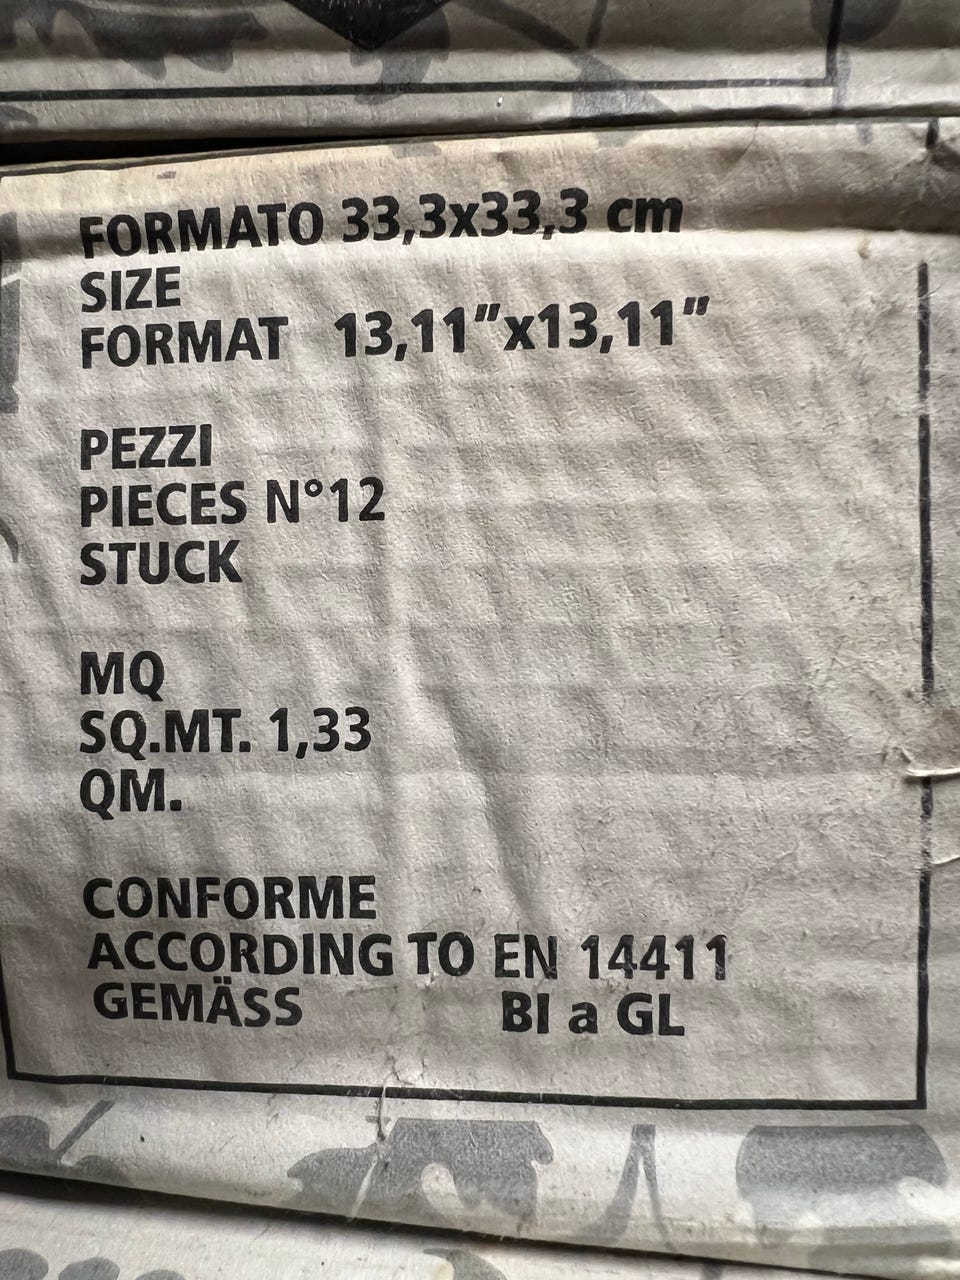 FORMATO 33,3x33,3 cm
SIZE
FORMAT 13,11"x13,11"
PEZZI
PIECES N°12
STUCK
MQ
SQ.MT. 1,33
QM.
CONFORME
ACCORDING TO EN 14411
GEMÄSS BI a GL